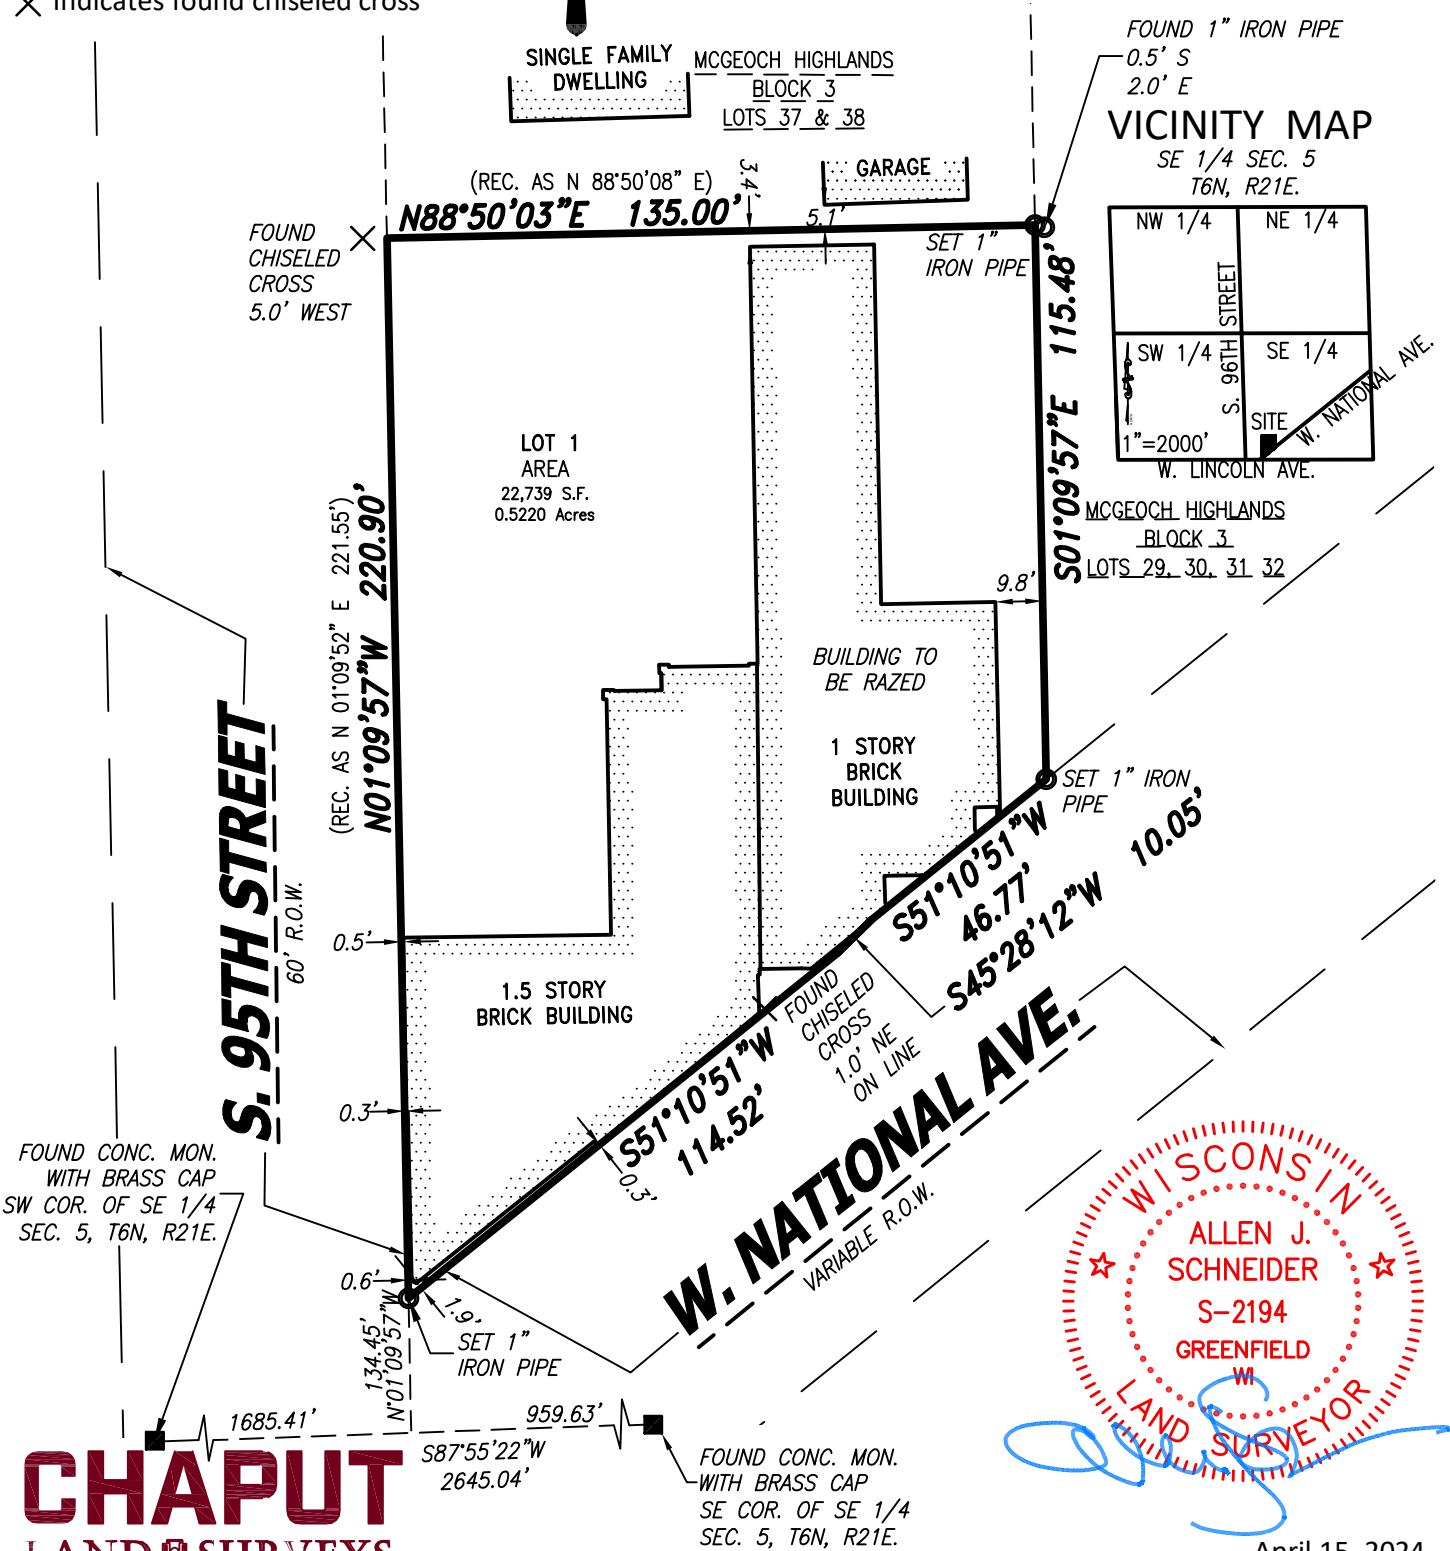 indicates found chiseled cross
SINGLE FAMILY
DWELLING
MCGEOCH HIGHLANDS
BLOCK 3
LOTS 37 & 38
FOUND 1" IRON PIPE
0.5' S
2.0' E
VICINITY MAP
SE 1/4 SEC. 5
T6N, R21E.
NW 1/4
NE 1/4
SW 1/4
SE 1/4
S. 96TH STREET
SITE
W. NATIONAL AVE.
1"=2000'
W. LINCOLN AVE.
(REC. AS N 88°50'08" E)
N88°50'03"E 135.00'
3.4'
GARAGE
5.1'
FOUND
CHISELED
CROSS
5.0' WEST
SET 1"
IRON PIPE
S01°09'57"E 115.48'
MCGEOCH HIGHLANDS
BLOCK 3
LOTS 29, 30, 31 32
LOT 1
AREA
22,739 S.F.
0.5220 Acres
(REC. AS N 01°09'52" E 221.55')
N01°09'57"W 220.90'
9.8'
BUILDING TO
BE RAZED
1 STORY
BRICK
BUILDING
SET 1" IRON
PIPE
S. 95TH STREET
60' R.O.W.
0.5'
1.5 STORY
BRICK BUILDING
S51°10'51"W
46.77'
S45°28'12"W 10.05'
FOUND
CHISELED
CROSS
1.0' NE
ON LINE
S51°10'51"W
114.52'
0.3'
0.3'
W. NATIONAL AVE.
VARIABLE R.O.W.
FOUND CONC. MON.
WITH BRASS CAP
SW COR. OF SE 1/4
SEC. 5, T6N, R21E.
0.6'
1.9'
SET 1"
IRON PIPE
134.45'
N°01'09'57"W
1685.41'
959.63'
S87°55'22"W
2645.04'
FOUND CONC. MON.
WITH BRASS CAP
SE COR. OF SE 1/4
SEC. 5, T6N, R21E.
WISCONSIN
ALLEN J.
SCHNEIDER
S-2194
GREENFIELD
WI
LAND SURVEYOR
CHAPUT
LAND SURVEYS
April 15, 2024